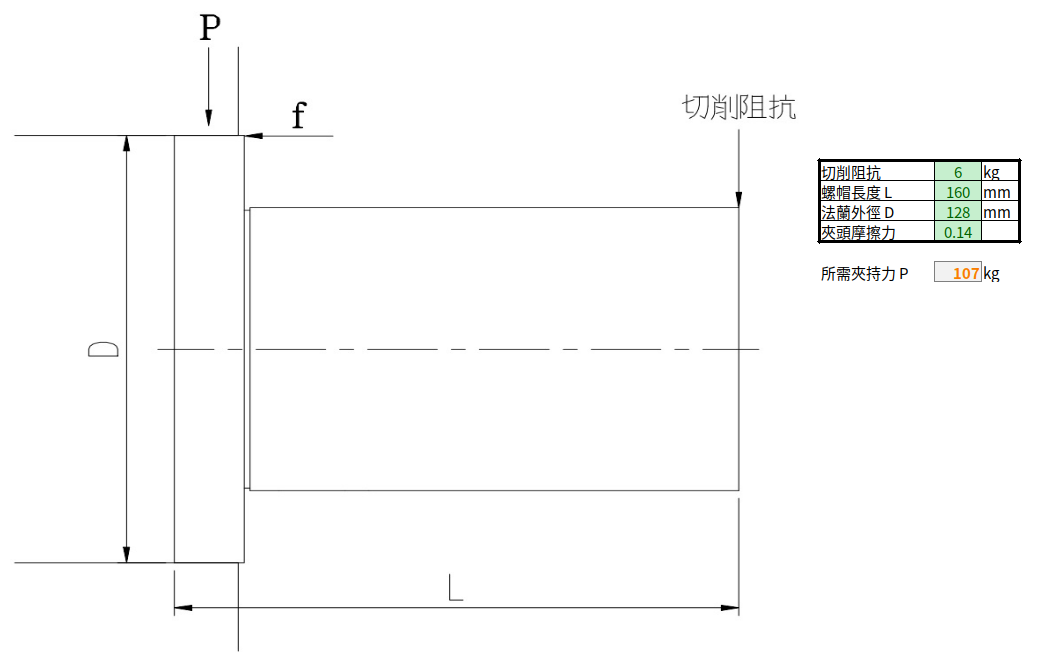 P
f
切削阻抗
D
L
切削阻抗 6 kg
螺帽長度 L 160 mm
法蘭外徑 D 128 mm
夾頭摩擦力 0.14
所需夾持力 P 107 kg